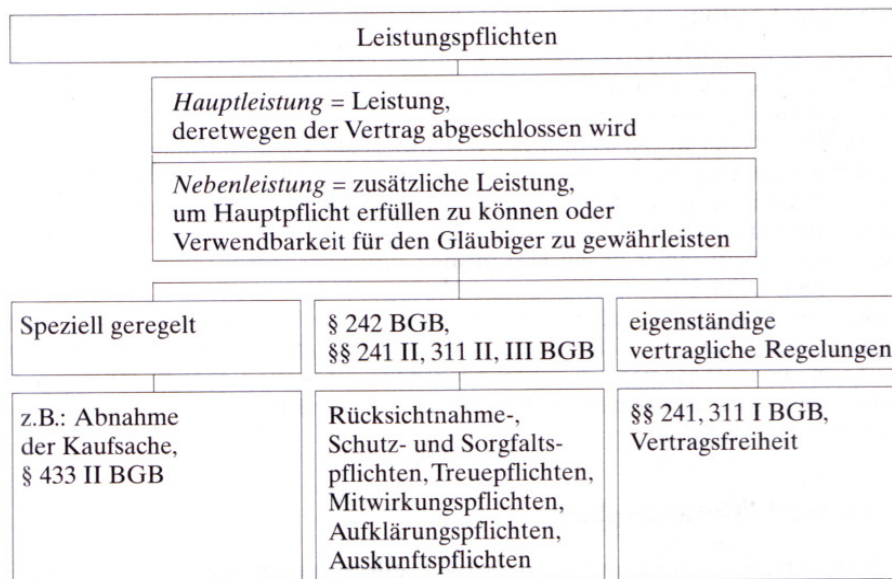 Leistungspflichten
Hauptleistung = Leistung,
deretwegen der Vertrag abgeschlossen wird
Nebenleistung = zusätzliche Leistung,
um Hauptpflicht erfüllen zu können oder
Verwendbarkeit für den Gläubiger zu gewährleisten
Speziell geregelt
§ 242 BGB,
§§ 241 II, 311 II, III BGB
eigenständige
vertragliche Regelungen
z.B.: Abnahme
der Kaufsache,
§ 433 II BGB
Rücksichtnahme-,
Schutz- und Sorgfalts-
pflichten, Treuepflichten,
Mitwirkungspflichten,
Aufklärungspflichten,
Auskunftspflichten
§§ 241, 311 I BGB,
Vertragsfreiheit